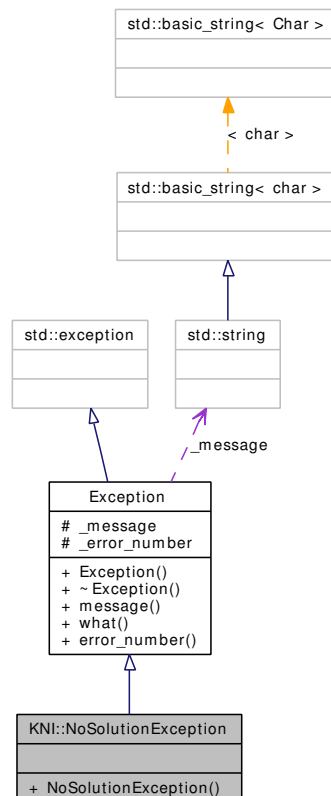 std::basic_string< Char >
< char >
std::basic_string< char >
std::exception
std::string
_message
Exception
# _message
# _error_number
+ Exception()
+ ~Exception()
+ message()
+ what()
+ error_number()
KNI::NoSolutionException
+ NoSolutionException()